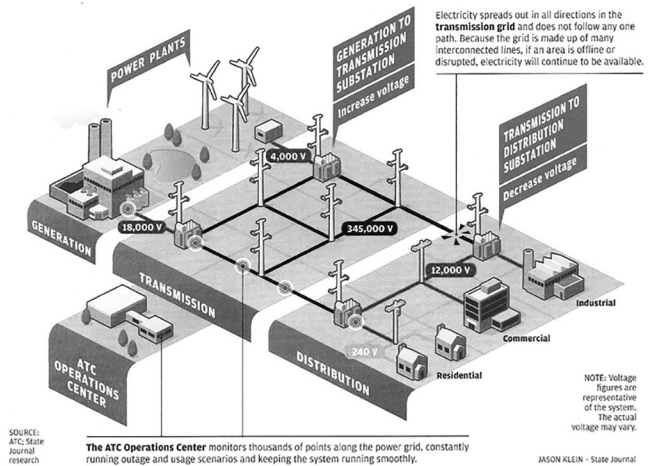 Electricity spreads out in all directions in the
transmission grid and does not follow any one
path. Because the grid is made up of many
interconnected lines, if an area is offline or
disrupted, electricity will continue to be available.
POWER PLANTS
GENERATION TO
TRANSMISSION
SUBSTATION
Increase voltage
TRANSMISSION TO
DISTRIBUTION
SUBSTATION
Decrease voltage
4,000 V
18,000 V
345,000 V
12,000 V
240 V
GENERATION
TRANSMISSION
DISTRIBUTION
ATC
OPERATIONS
CENTER
Industrial
Commercial
Residential
NOTE: Voltage
figures are
representative
of the system.
The actual
voltage may vary.
SOURCE:
ATC; State
Journal
research
The ATC Operations Center monitors thousands of points along the power grid, constantly
running outage and usage scenarios and keeping the system running smoothly.
JASON KLEIN – State Journal